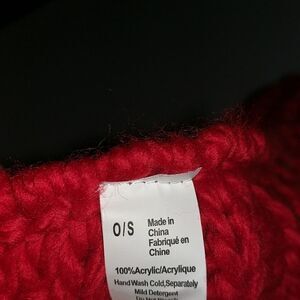 O/S
Made in
China
Fabriqué en
Chine
100%Acrylic/Acrylique
Hand Wash Cold,Separately
Mild Detergent